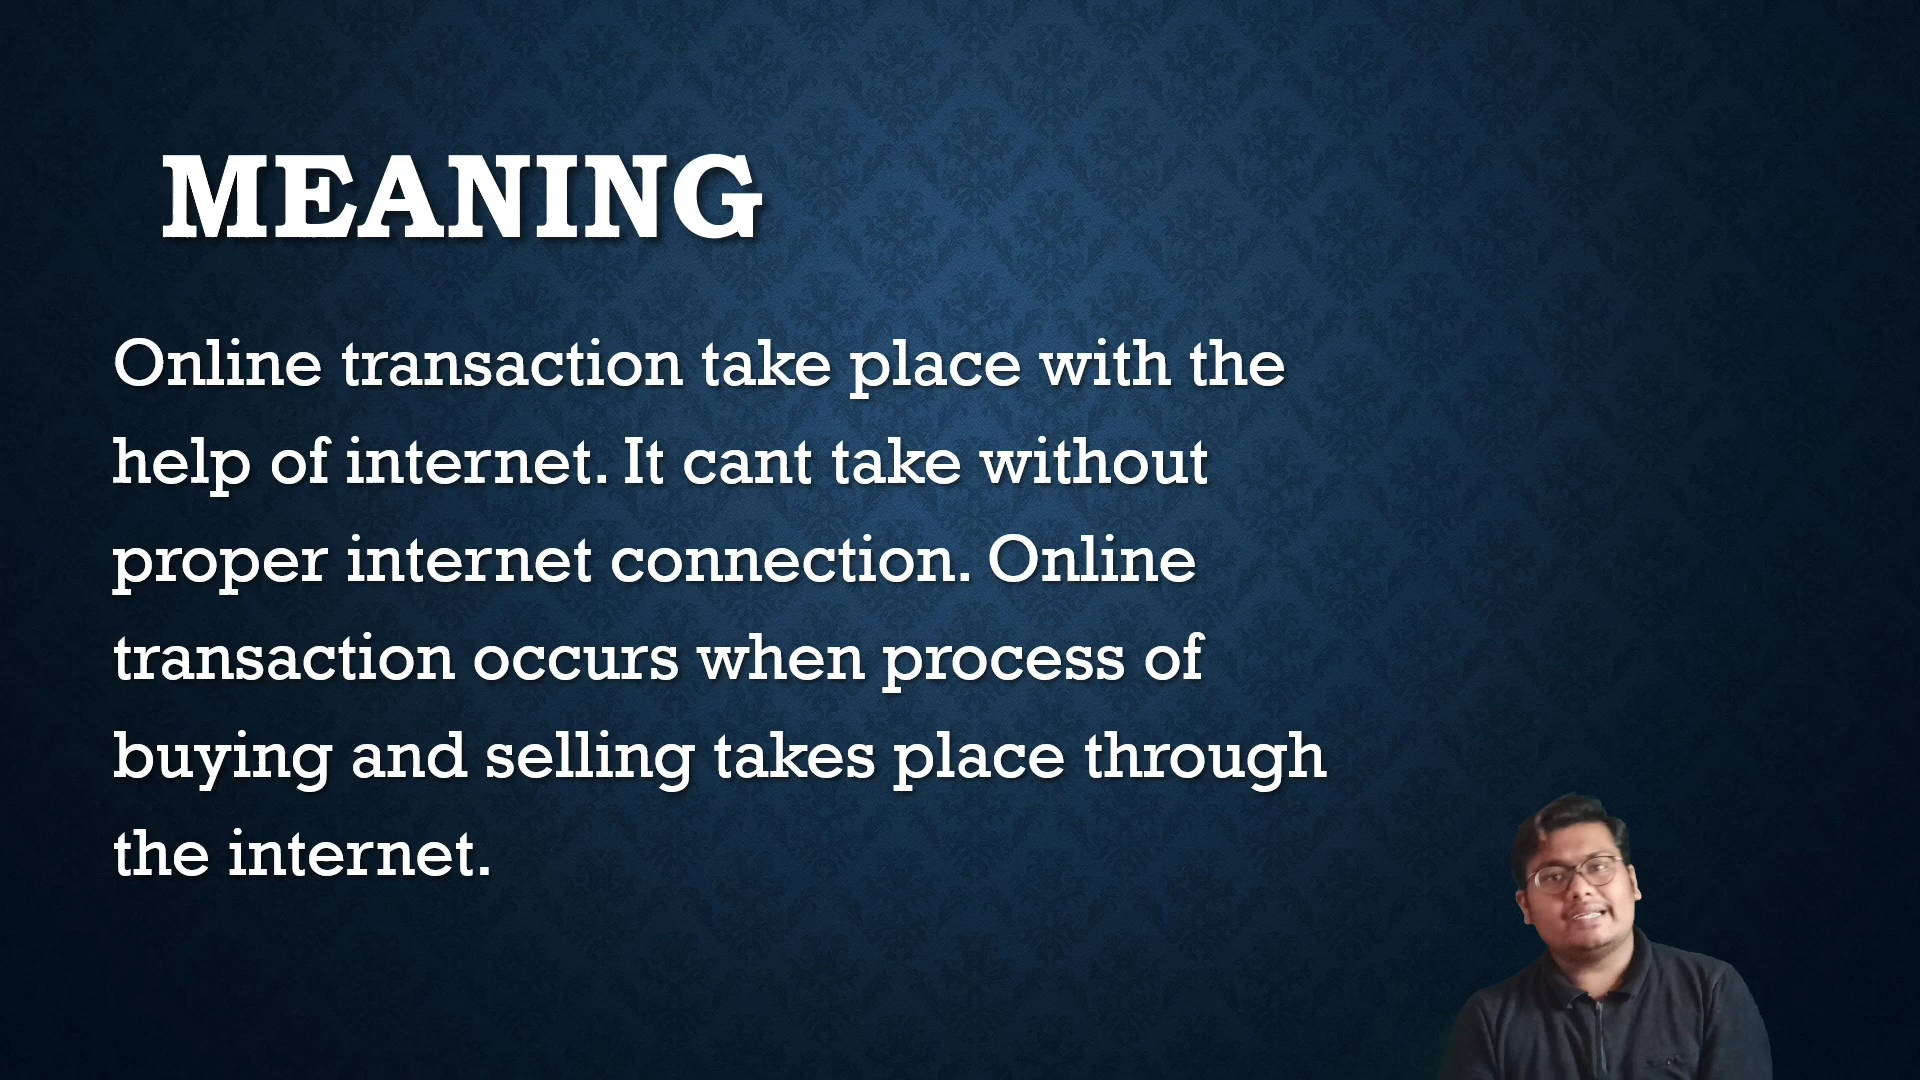 MEANING
Online transaction take place with the
help of internet. It cant take without
proper internet connection. Online
transaction occurs when process of
buying and selling takes place through
the internet.